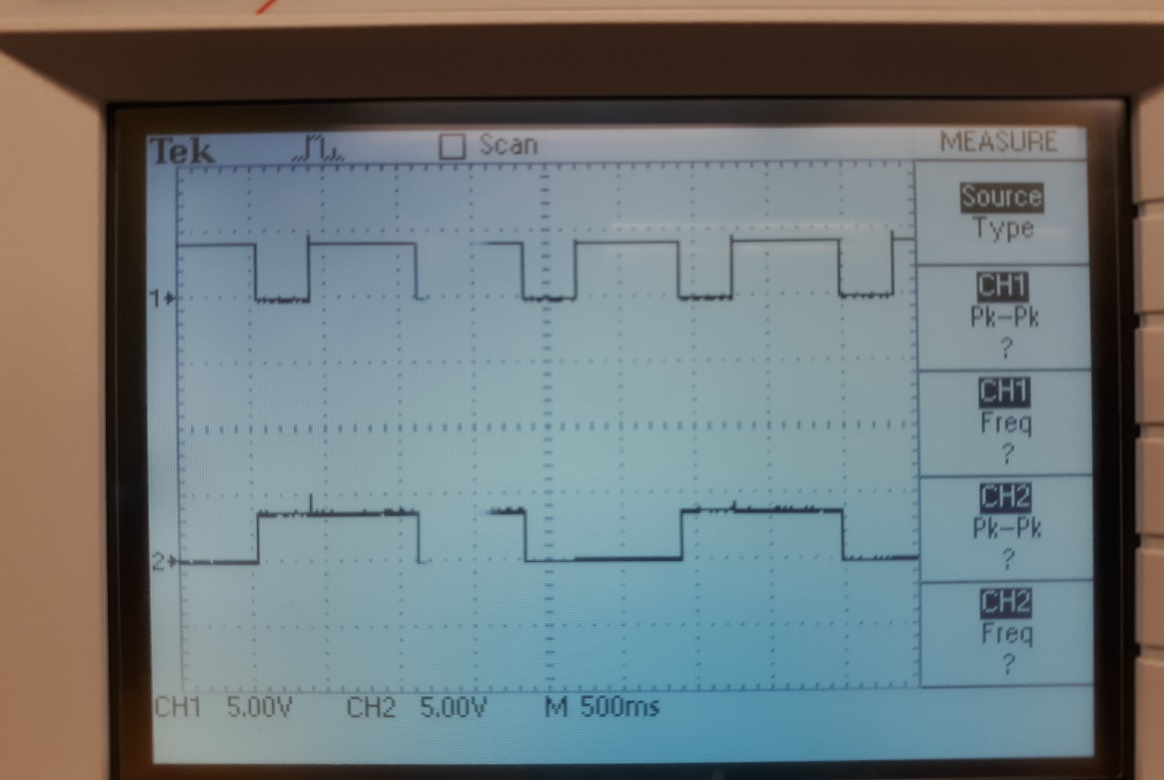 Tek
Scan
MEASURE
Source
Type
1
CH1
Pk-Pk
?
CH1
Freq
?
CH2
Pk-Pk
?
2
CH2
Freq
?
CH1 5.00V CH2 5.00V M 500ms